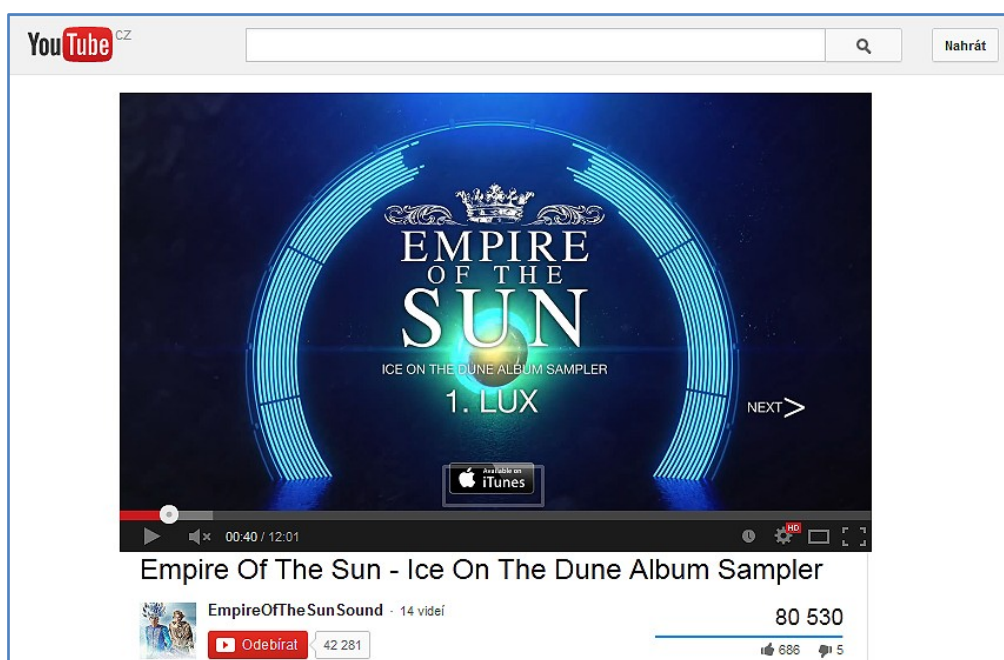 YouTube CZ
Nahrát
EMPIRE
OF THE
SUN
ICE ON THE DUNE ALBUM SAMPLER
1. LUX
NEXT>
Available on
iTunes
00:40 / 12:01
HD
Empire Of The Sun - Ice On The Dune Album Sampler
EmpireOfTheSunSound · 14 videí
80 530
Odebírat 42 281
686 5